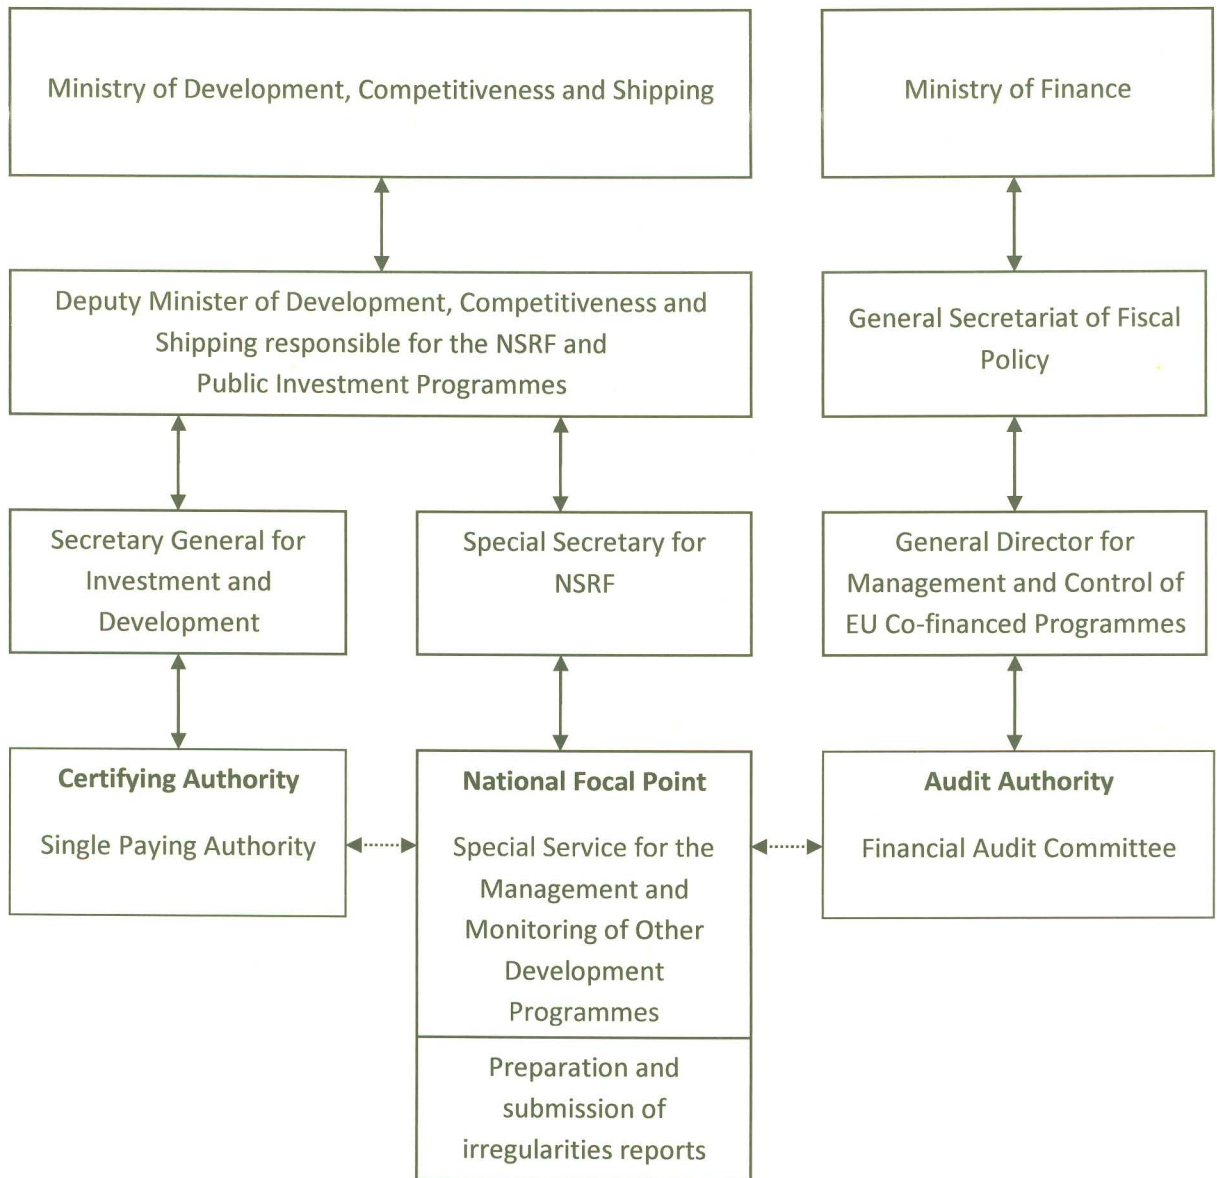 Ministry of Development, Competitiveness and Shipping
Ministry of Finance
Deputy Minister of Development, Competitiveness and
Shipping responsible for the NSRF and
Public Investment Programmes
General Secretariat of Fiscal
Policy
Secretary General for
Investment and
Development
Special Secretary for
NSRF
General Director for
Management and Control of
EU Co-financed Programmes
Certifying Authority
Single Paying Authority
National Focal Point
Special Service for the
Management and
Monitoring of Other
Development
Programmes
Preparation and
submission of
irregularities reports
Audit Authority
Financial Audit Committee